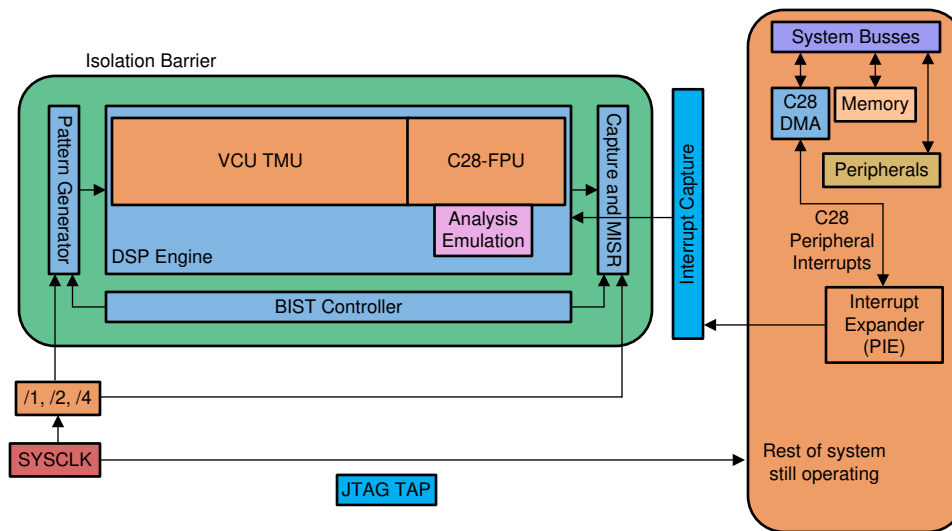 Isolation Barrier
Pattern Generator
VCU TMU
C28-FPU
Analysis
Emulation
DSP Engine
Capture and MISR
BIST Controller
Interrupt Capture
System Busses
C28
DMA
Memory
Peripherals
C28
Peripheral
Interrupts
Interrupt
Expander
(PIE)
/1, /2, /4
SYSCLK
JTAG TAP
Rest of system
still operating